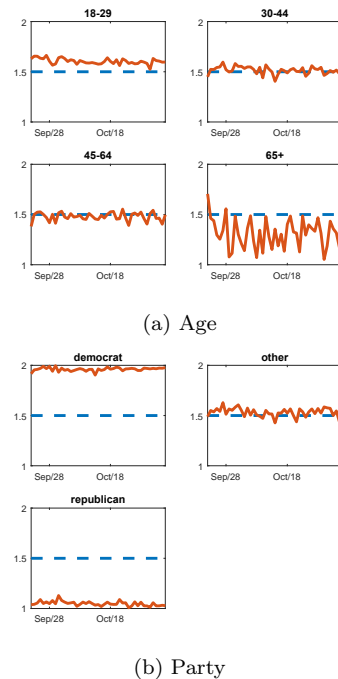 18-29
30-44
2
2
1.5
1.5
1
1
Sep/28
Oct/18
Sep/28
Oct/18
45-64
65+
2
2
1.5
1.5
1
1
Sep/28
Oct/18
Sep/28
Oct/18
(a) Age
democrat
other
2
2
1.5
1.5
1
1
Sep/28
Oct/18
Sep/28
Oct/18
republican
2
1.5
1
Sep/28
Oct/18
(b) Party